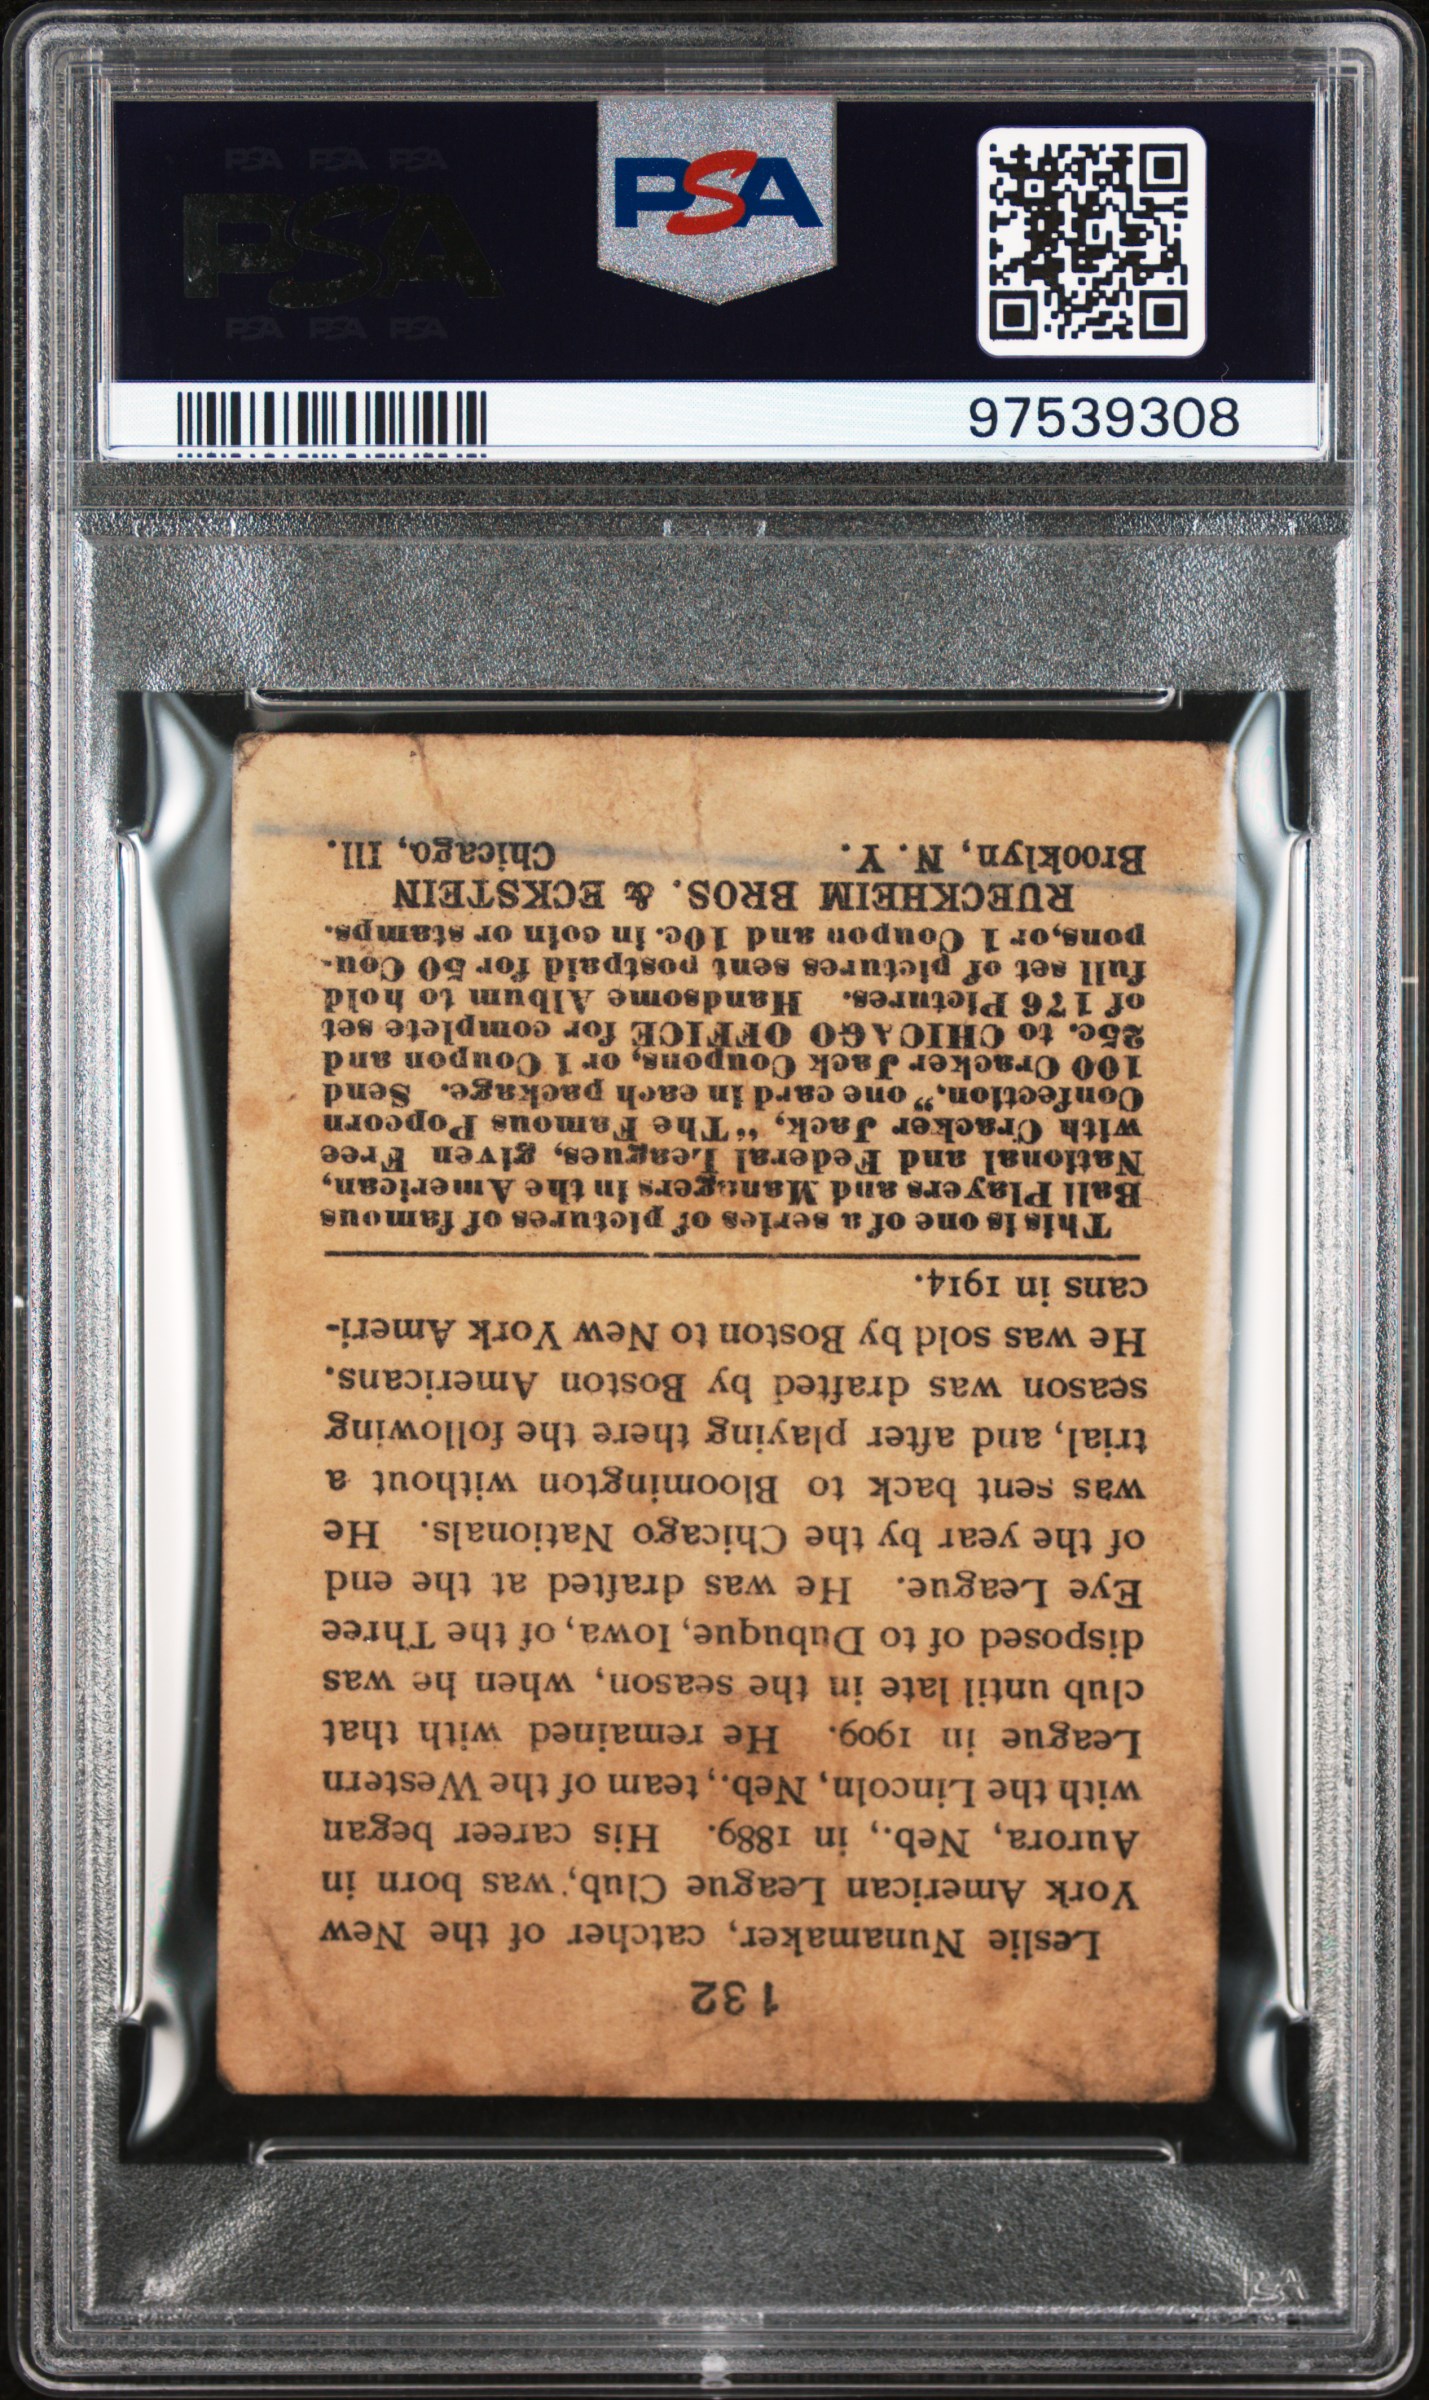 PSA PSA PSA
PSA
PSA PSA PSA
PSA
97539308
132
Leslie Nunamaker, catcher of the New
York American League Club, was born in
Aurora, Neb., in 1889. His career began
with the Lincoln, Neb., team of the Western
League in 1909. He remained with that
club until late in the season, when he was
disposed of to Dubuque, Iowa, of the Three
Eye League. He was drafted at the end
of the year by the Chicago Nationals. He
was sent back to Bloomington without a
trial, and after playing there the following
season was drafted by Boston Americans.
He was sold by Boston to New York Ameri-
cans in 1914.
This is one of a series of pictures of famous
Ball Players and Managers in the American,
National and Federal Leagues, given Free
with Cracker Jack, "The Famous Popcorn
Confection," one card in each package. Send
100 Cracker Jack Coupons, or 1 Coupon and
25c. to CHICAGO OFFICE for complete set
of 176 Pictures. Handsome Album to hold
full set of pictures sent postpaid for 50 Cou-
pons, or 1 Coupon and 10c. in coin or stamps.
RUECKHEIM BROS. & ECKSTEIN
Brooklyn, N. Y. Chicago, Ill.
PSA